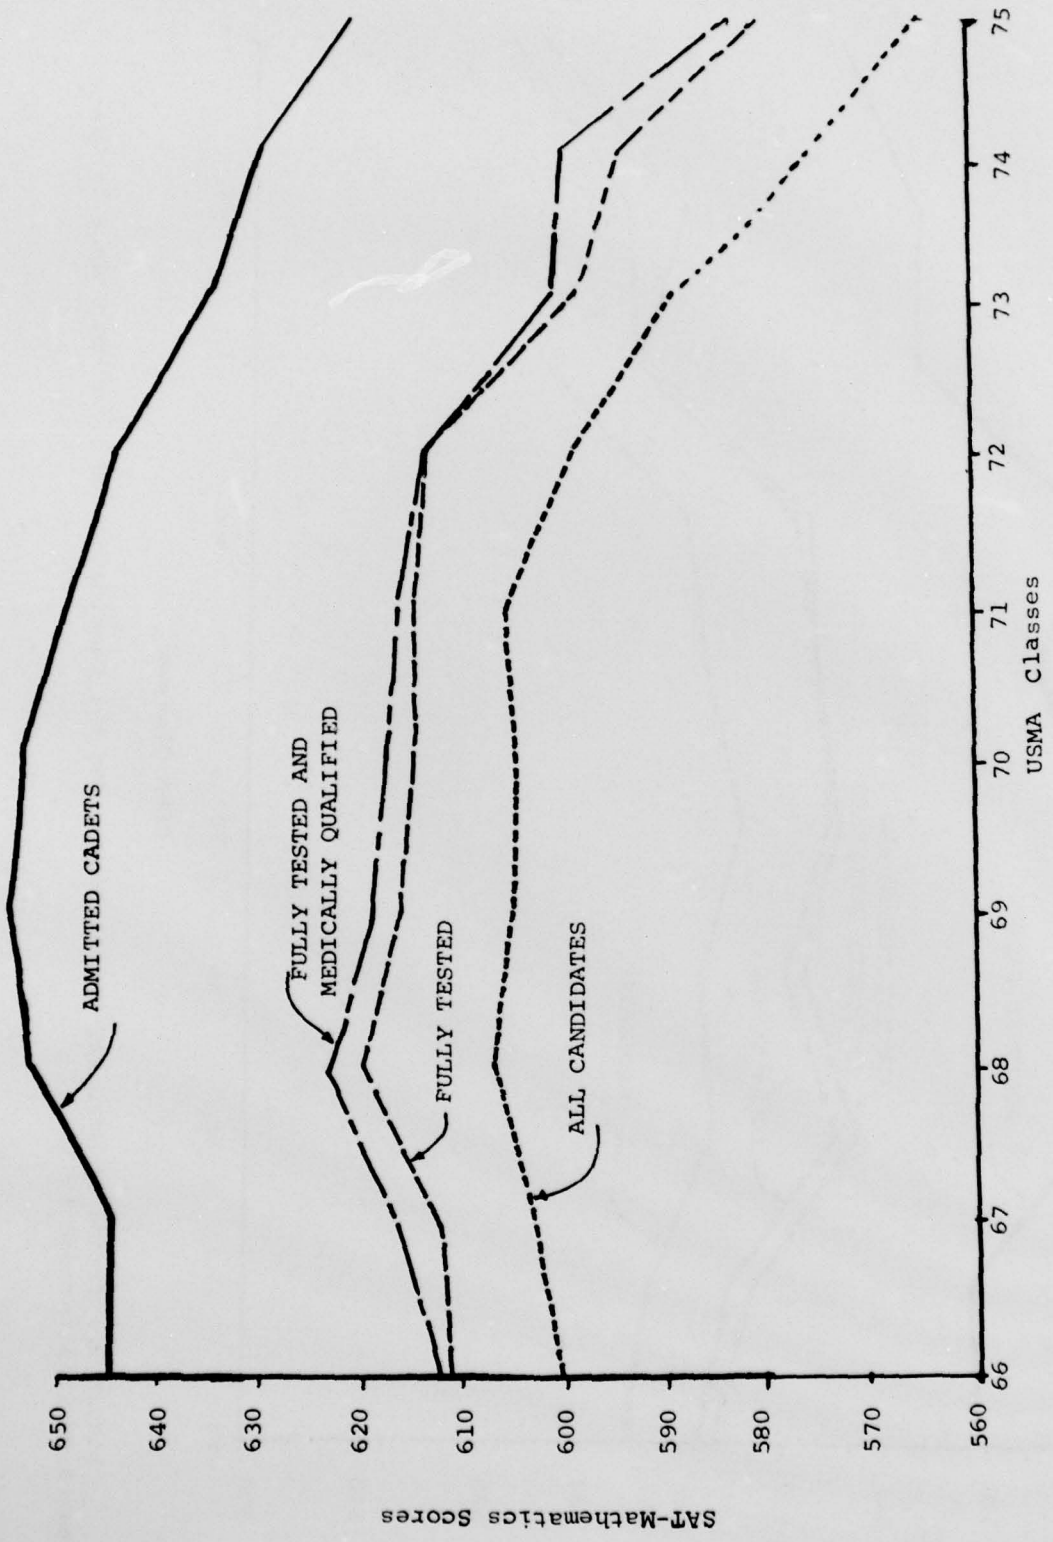 SAT-Mathematics Scores
650
640
630
620
610
600
590
580
570
560
ADMITTED CADETS
FULLY TESTED AND
MEDICALLY QUALIFIED
FULLY TESTED
ALL CANDIDATES
66
67
68
69
70
71
72
73
74
75
USMA Classes